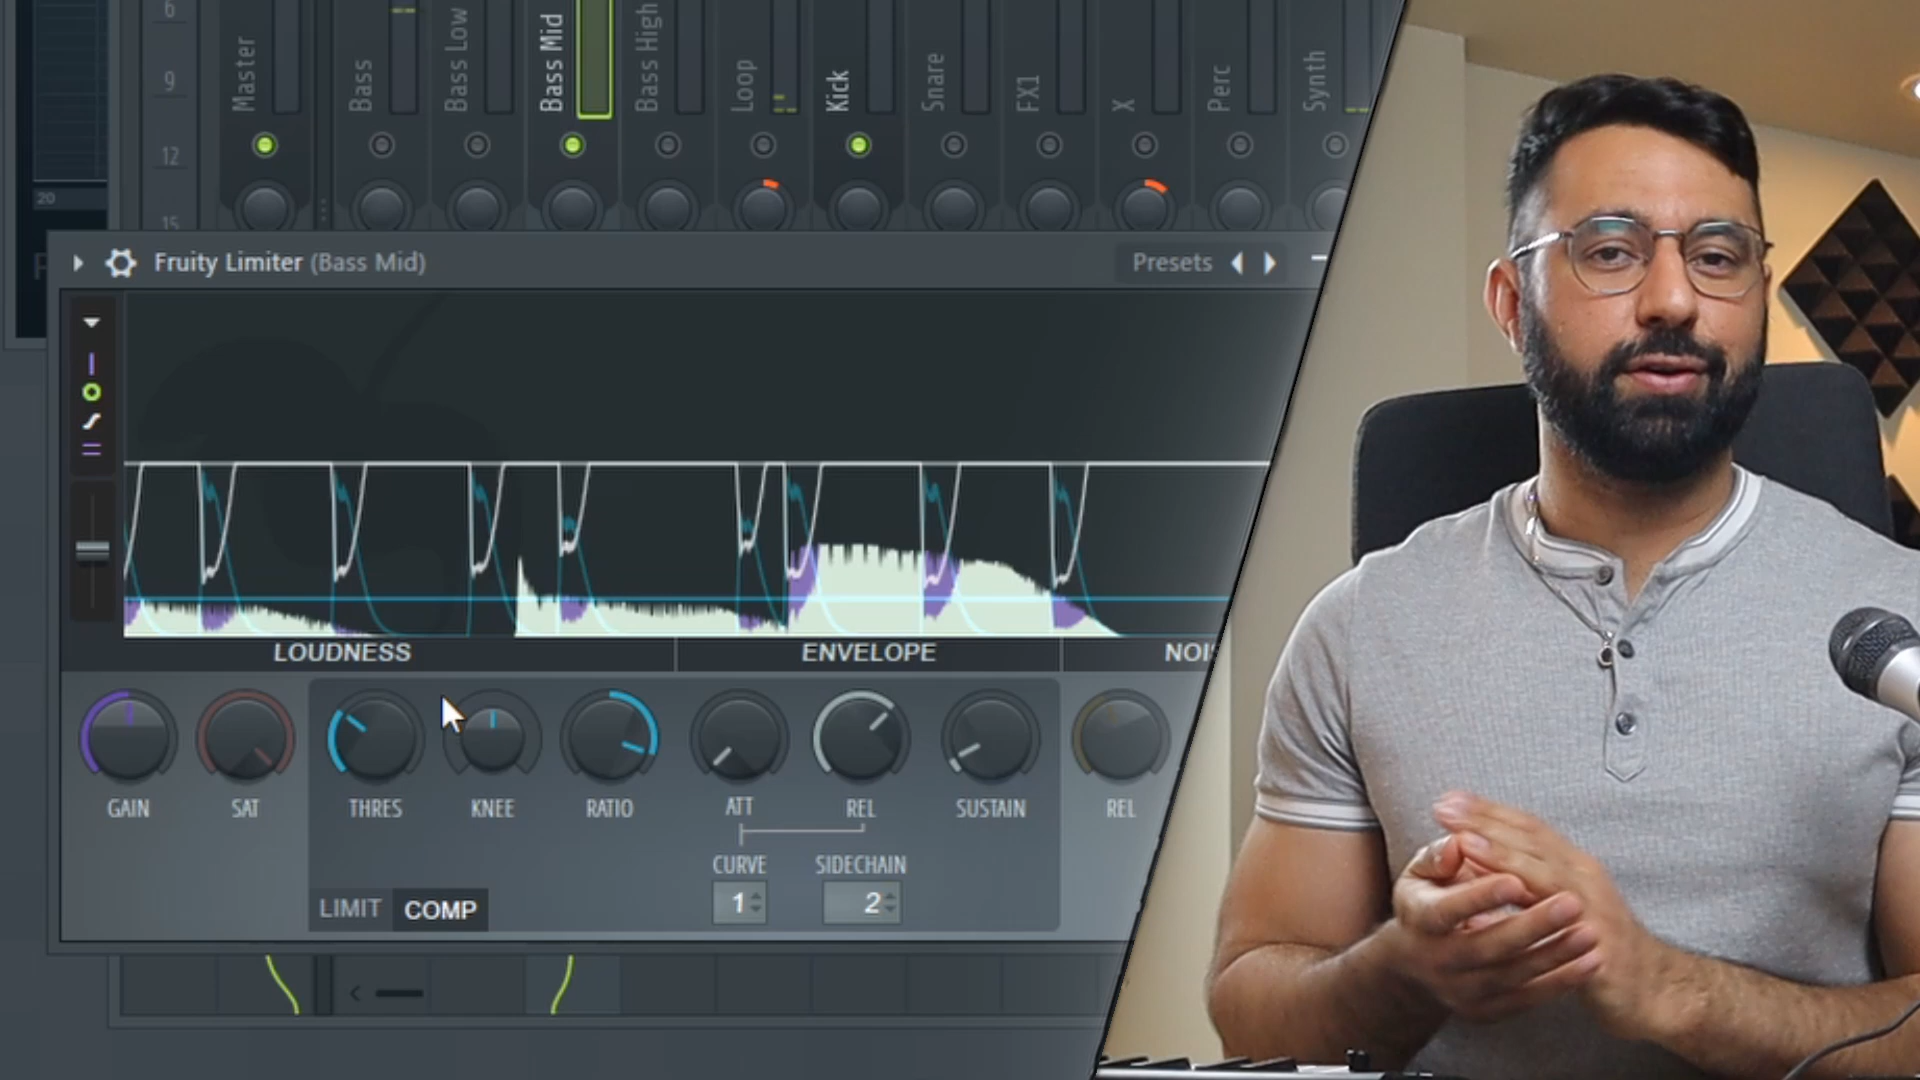 6
9
12
15
20
Master
Bass
Bass Low
Bass Mid
Bass High
Loop
Kick
Snare
FX1
X
Perc
Synth
Fruity Limiter (Bass Mid)
Presets
LOUDNESS
ENVELOPE
GAIN
SAT
THRES
KNEE
RATIO
ATT
REL
SUSTAIN
REL
CURVE
SIDECHAIN
1
2
LIMIT
COMP